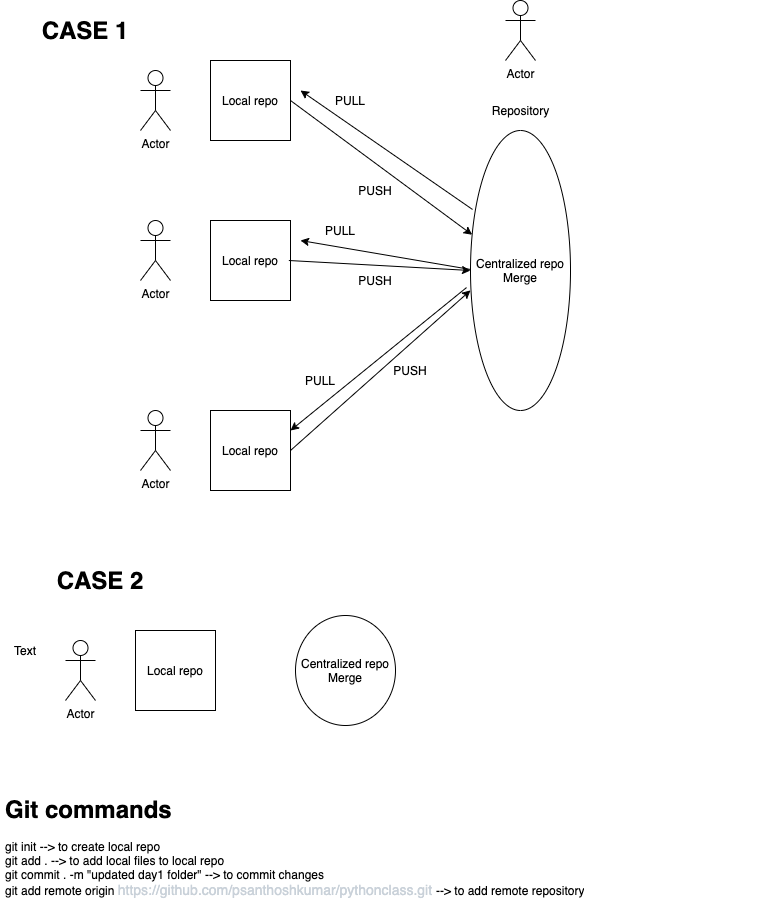 CASE 1
Actor
Repository
Actor
Local repo
PULL
PUSH
Actor
Local repo
PULL
PUSH
Centralized repo
Merge
Actor
Local repo
PULL
PUSH
CASE 2
Text
Actor
Local repo
Centralized repo
Merge
Git commands
git init --> to create local repo
git add . --> to add local files to local repo
git commit . -m "updated day1 folder" --> to commit changes
git add remote origin https://github.com/psanthoshkumar/pythonclass.git --> to add remote repository